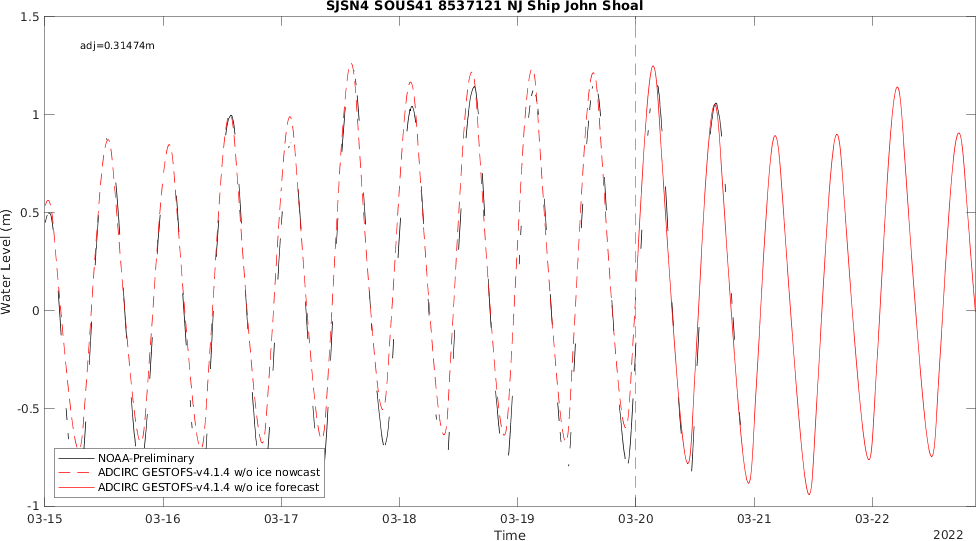 SJSN4 SOUS41 8537121 NJ Ship John Shoal
1.5
adj=0.31474m
1
0.5
Water Level (m)
0
-0.5
NOAA-Preliminary
ADCIRC GESTOFS-v4.1.4 w/o ice nowcast
ADCIRC GESTOFS-v4.1.4 w/o ice forecast
-1
03-15 03-16 03-17 03-18 03-19 03-20 03-21 03-22
Time
2022